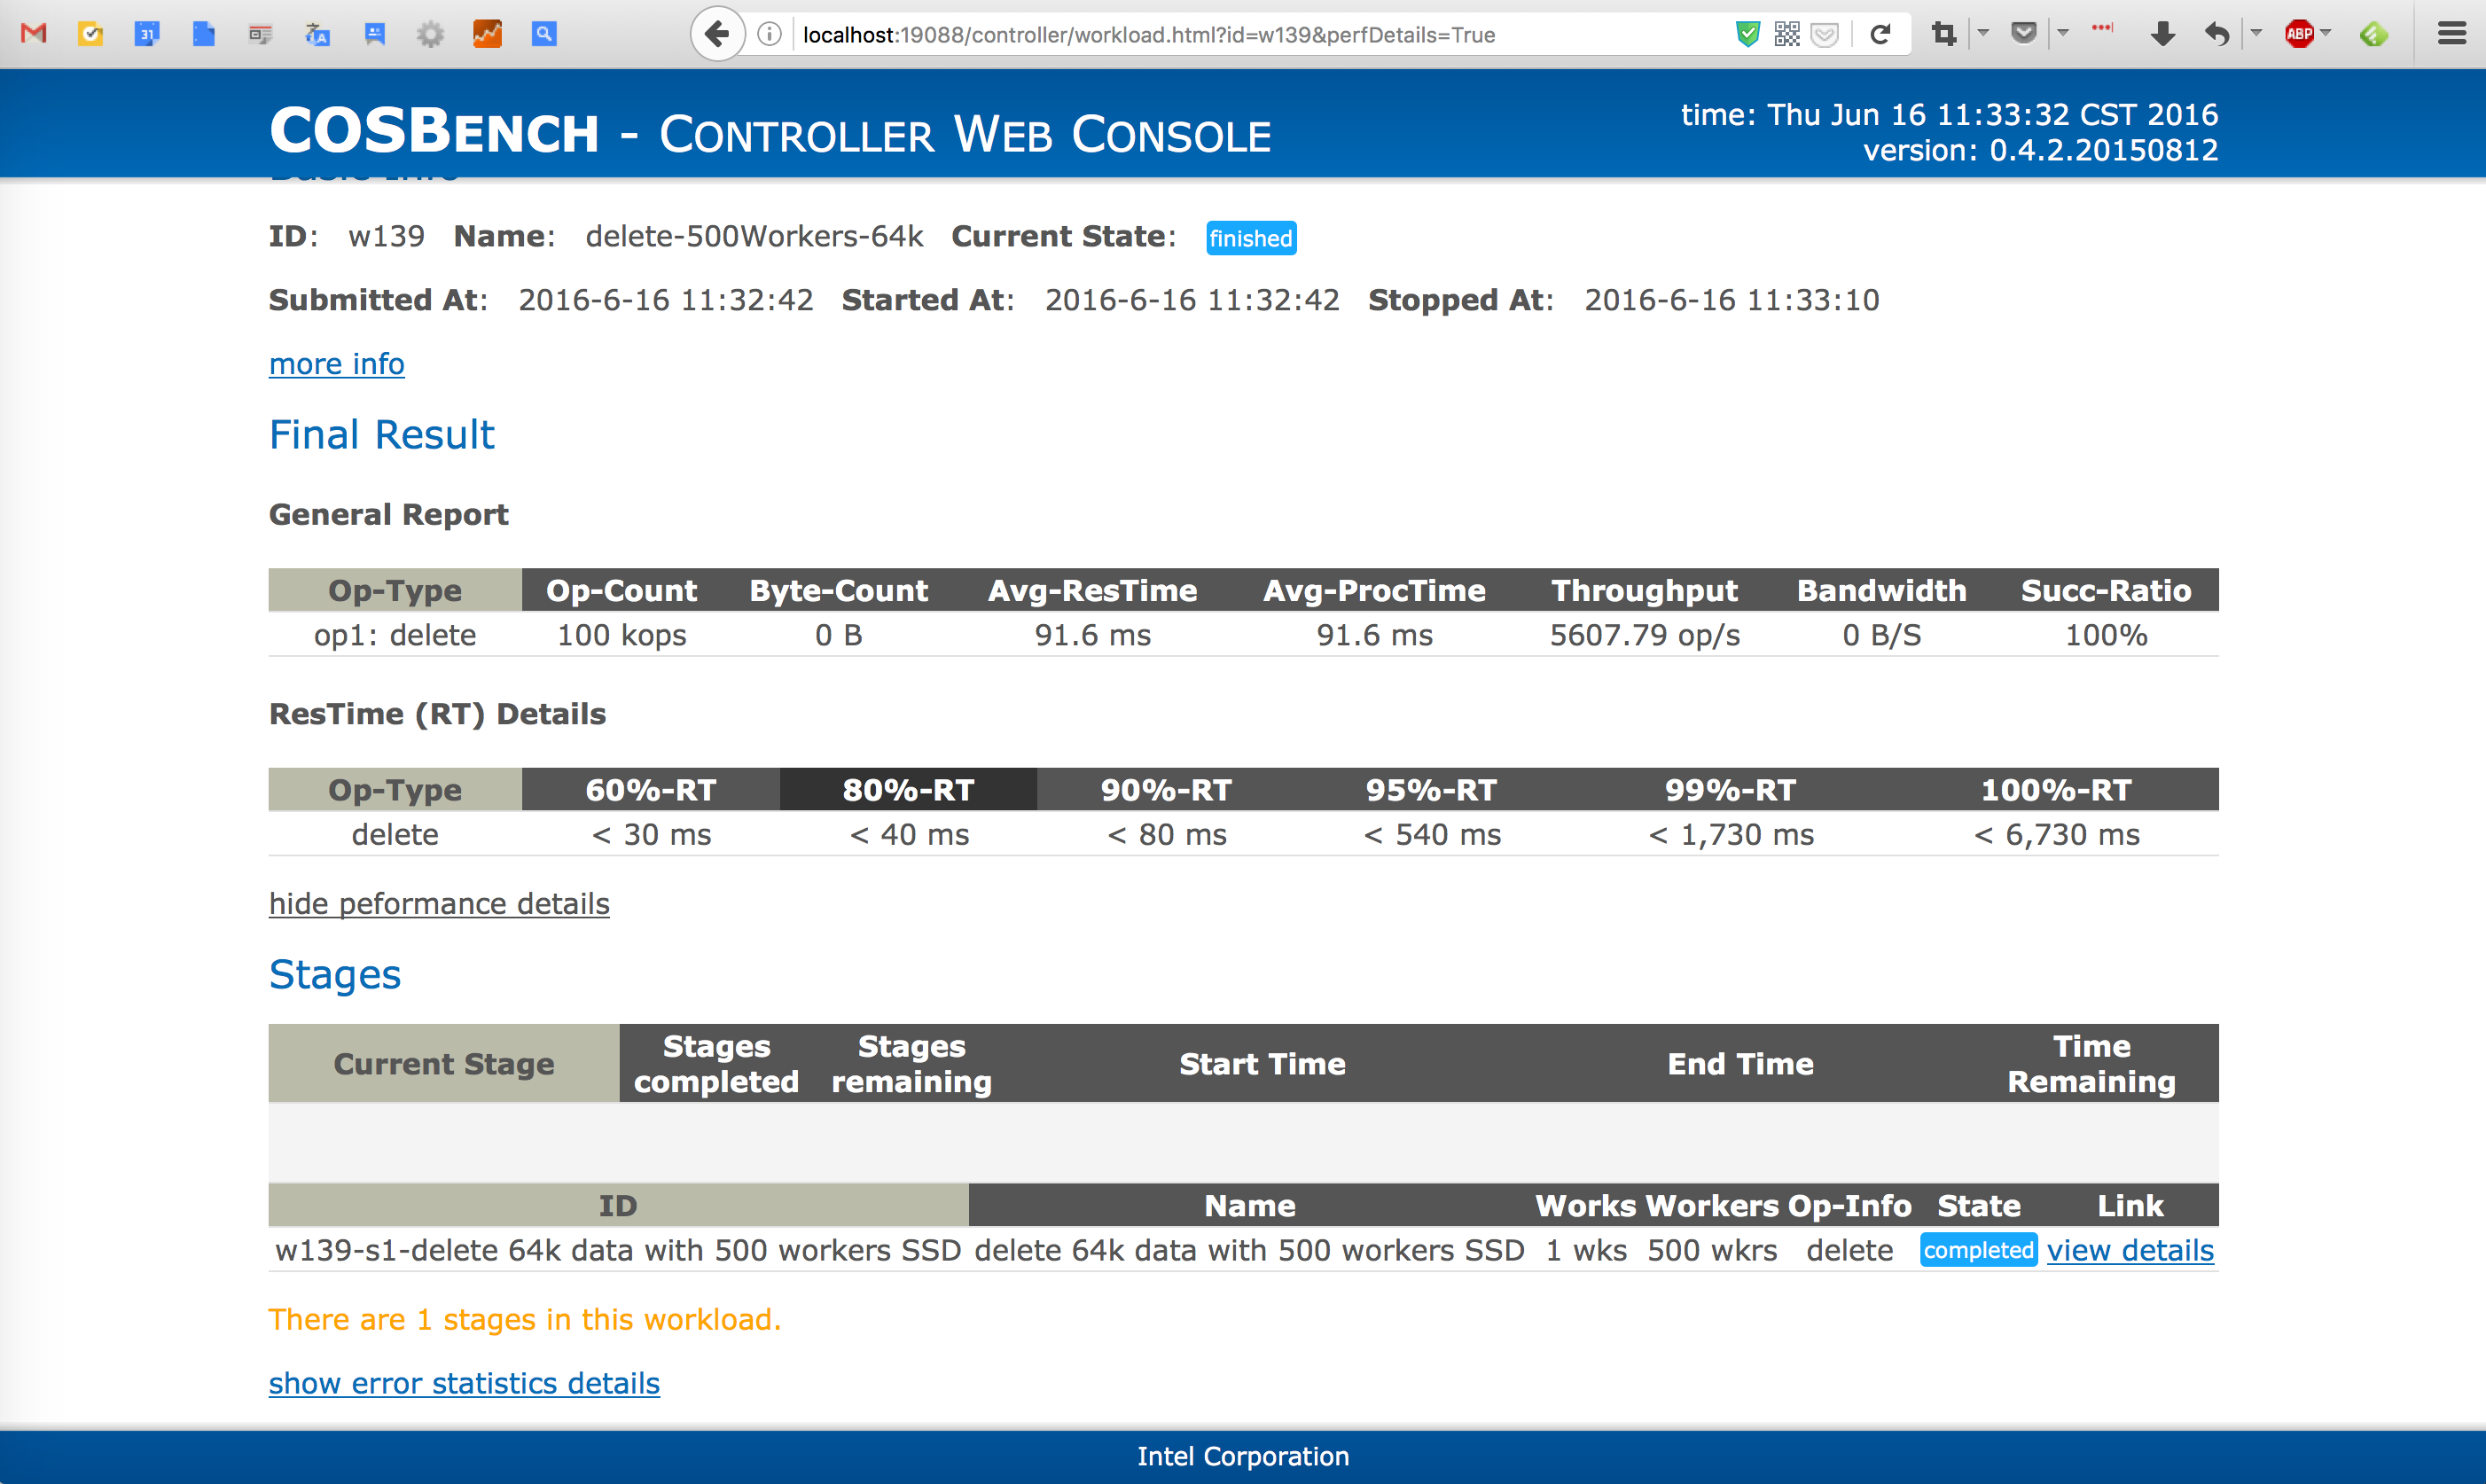 localhost:19088/controller/workload.html?id=w139&perfDetails=True
31
ABP
COSBENCH - CONTROLLER WEB CONSOLE
time: Thu Jun 16 11:33:32 CST 2016
version: 0.4.2.20150812
Basic Info
ID: w139 Name: delete-500Workers-64k Current State: finished
Submitted At: 2016-6-16 11:32:42 Started At: 2016-6-16 11:32:42 Stopped At: 2016-6-16 11:33:10
more info
Final Result
General Report
Op-Type Op-Count Byte-Count Avg-ResTime Avg-ProcTime Throughput Bandwidth Succ-Ratio
op1: delete 100 kops 0 B 91.6 ms 91.6 ms 5607.79 op/s 0 B/S 100%
ResTime (RT) Details
Op-Type 60%-RT 80%-RT 90%-RT 95%-RT 99%-RT 100%-RT
delete < 30 ms < 40 ms < 80 ms < 540 ms < 1,730 ms < 6,730 ms
hide peformance details
Stages
Current Stage Stages completed Stages remaining Start Time End Time Time Remaining
ID Name Works Workers Op-Info State Link
w139-s1-delete 64k data with 500 workers SSD delete 64k data with 500 workers SSD 1 wks 500 wkrs delete completed view details
There are 1 stages in this workload.
show error statistics details
Intel Corporation